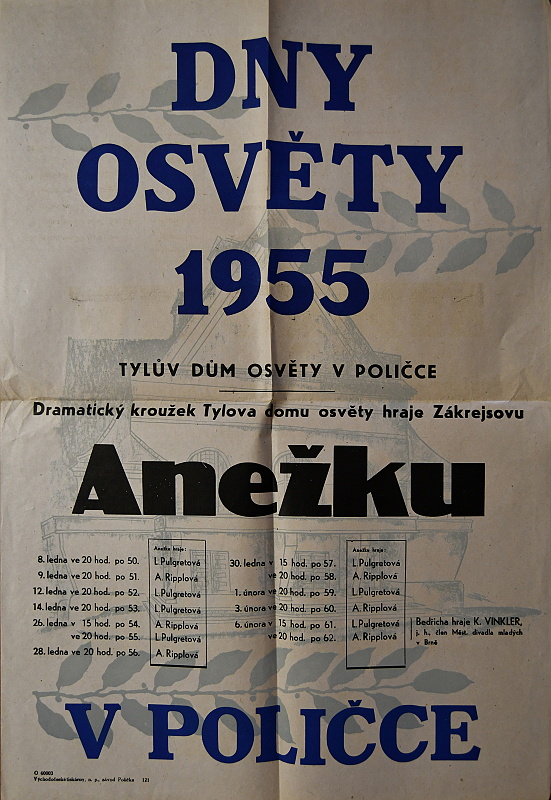 DNY
OSVĚTY
1955
TYLŮV DŮM OSVĚTY V POLIČCE
Dramatický kroužek Tylova domu osvěty hraje Zákrejsovu
Anežku
Anežku hraje:
8. ledna ve 20 hod. po 50. L Pulgretová
9. ledna ve 20 hod. po 51. A. Ripplová
12. ledna ve 20 hod. po 52. L Pulgretová
14. ledna ve 20 hod. po 53. L Pulgretová
26. ledna v 15 hod. po 54. A. Ripplová
ve 20 hod. po 55. L Pulgretová
28. ledna ve 20 hod. po 56. A. Ripplová
Anežku hraje:
30. ledna v 15 hod. po 57. L Pulgretová
ve 20 hod. po 58. A. Ripplová
1. února ve 20 hod. po 59. L Pulgretová
3. února ve 20 hod. po 60. A. Ripplová
6. února v 15 hod. po 61. L Pulgretová
ve 20 hod. po 62. A. Ripplová
Bedřicha hraje K. VINKLER,
j. h., člen Měst. divadla mladých
v Brně
V POLIČCE
O 60003
Východočeské tiskárny, n. p., závod Polička 121